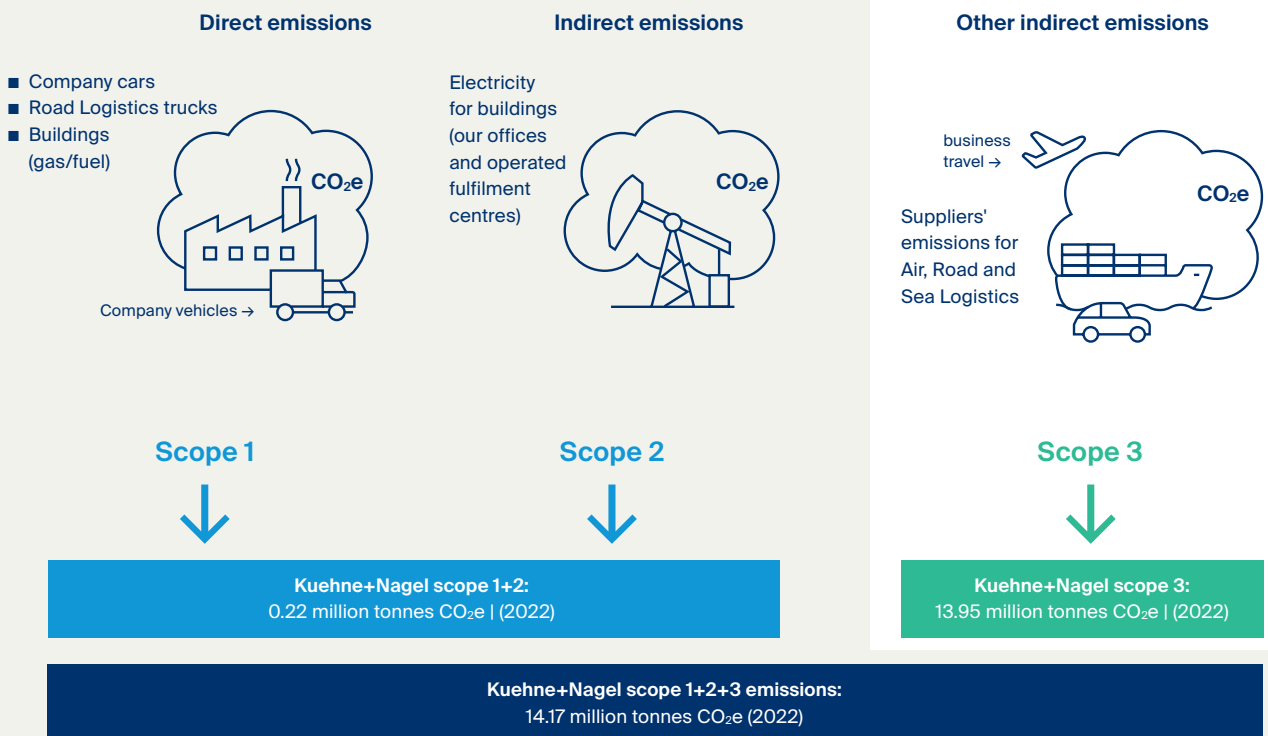 Direct emissions
■ Company cars
■ Road Logistics trucks
■ Buildings
(gas/fuel)
CO₂e
Company vehicles →
Indirect emissions
Electricity
for buildings
(our offices
and operated
fulfilment
centres)
CO₂e
Other indirect emissions
business
travel →
CO₂e
Suppliers'
emissions for
Air, Road and
Sea Logistics
Scope 1
Scope 2
Scope 3
Kuehne+Nagel scope 1+2:
0.22 million tonnes CO₂e | (2022)
Kuehne+Nagel scope 3:
13.95 million tonnes CO₂e | (2022)
Kuehne+Nagel scope 1+2+3 emissions:
14.17 million tonnes CO₂e (2022)